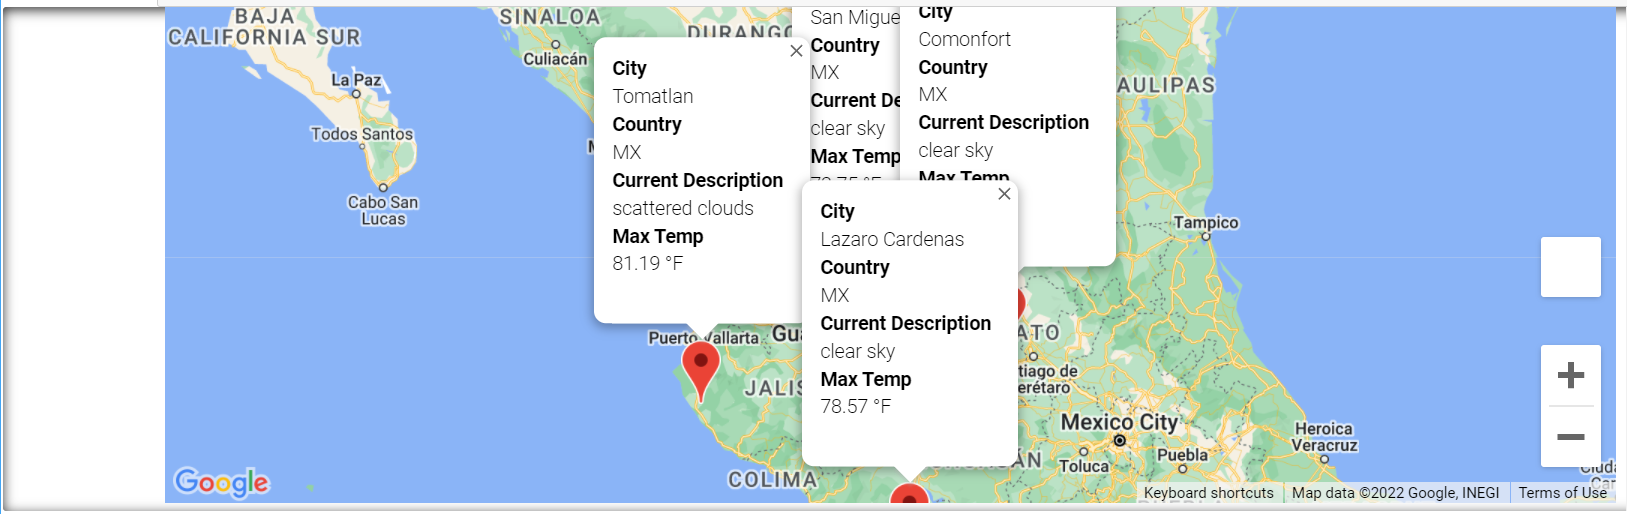 BAJA
CALIFORNIA SUR
SINALOA
Culiacán
La Paz
Todos Santos
Cabo San
Lucas
City
Tomatlan
Country
MX
Current Description
scattered clouds
Max Temp
81.19 °F
San Migue
Country
MX
Current De
clear sky
Max Temp
City
Comonfort
Country
MX
Current Description
clear sky
Max Temp
City
Lazaro Cardenas
Country
MX
Current Description
clear sky
Max Temp
78.57 °F
DURANGO
AULIPAS
Tampico
Puerto Vallarta
Gua
JALIS
ATO
tiago de
erétaro
Mexico City
Toluca
Puebla
Heroica
Veracruz
COLIMA
ÁN
Google
Keyboard shortcuts
Map data ©2022 Google, INEGI
Terms of Use